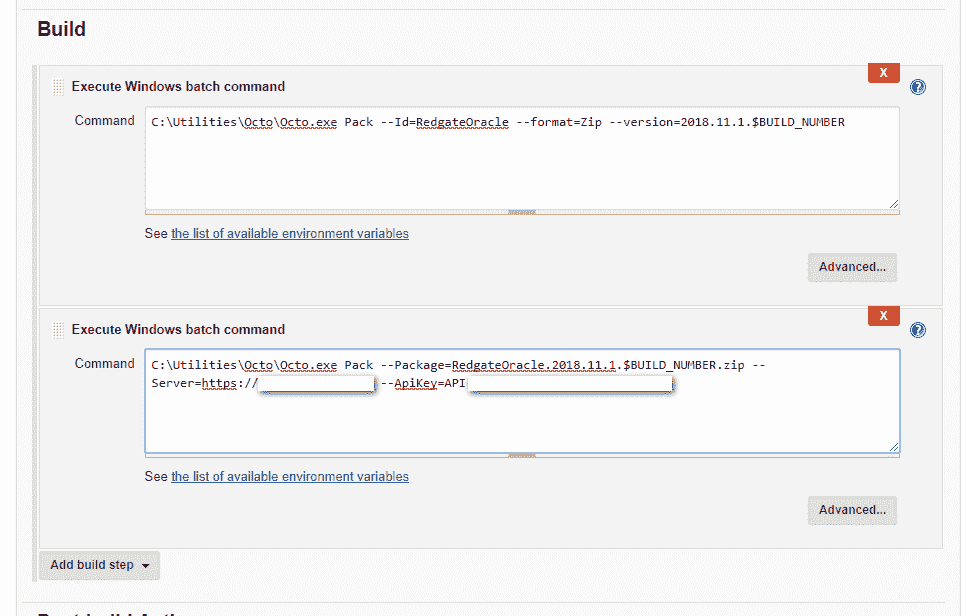 Build
X
Execute Windows batch command
Command
C:\Utilities\Octo\Octo.exe Pack --Id=RedgateOracle --format=Zip --version=2018.11.1.$BUILD_NUMBER
See the list of available environment variables
Advanced...
X
Execute Windows batch command
Command
C:\Utilities\Octo\Octo.exe Pack --Package=RedgateOracle.2018.11.1.$BUILD_NUMBER.zip --
Server=https:// --ApiKey=API
See the list of available environment variables
Advanced...
Add build step